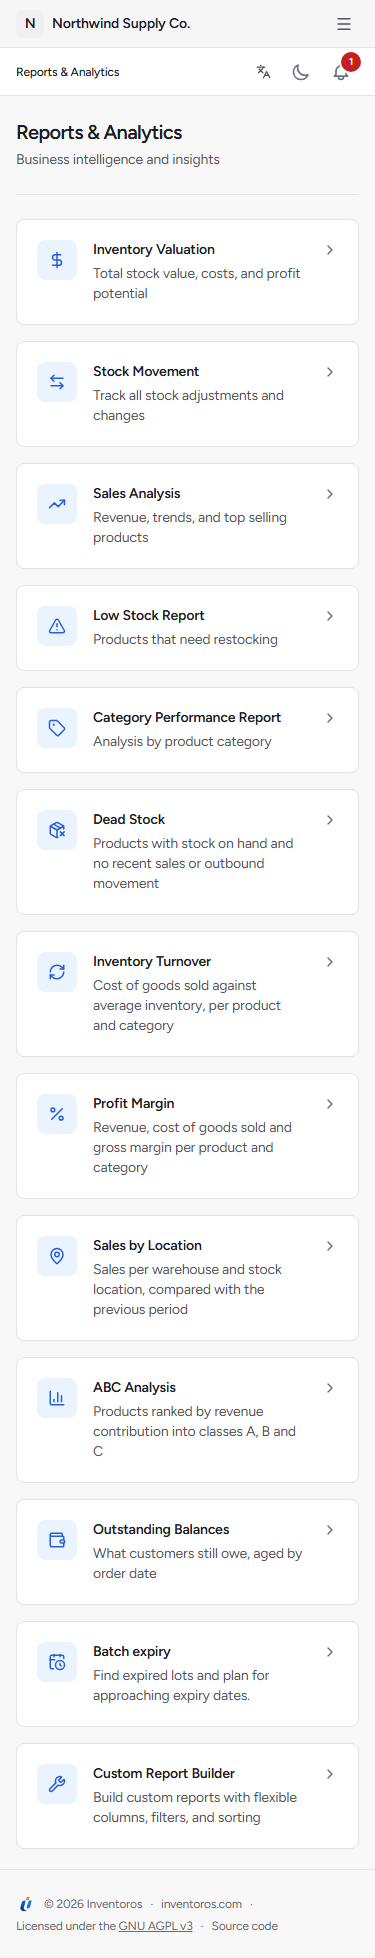 N Northwind Supply Co.
Reports & Analytics
1
Reports & Analytics
Business intelligence and insights
Inventory Valuation
Total stock value, costs, and profit
potential
Stock Movement
Track all stock adjustments and
changes
Sales Analysis
Revenue, trends, and top selling
products
Low Stock Report
Products that need restocking
Category Performance Report
Analysis by product category
Dead Stock
Products with stock on hand and
no recent sales or outbound
movement
Inventory Turnover
Cost of goods sold against
average inventory, per product
and category
Profit Margin
Revenue, cost of goods sold and
gross margin per product and
category
Sales by Location
Sales per warehouse and stock
location, compared with the
previous period
ABC Analysis
Products ranked by revenue
contribution into classes A, B and
C
Outstanding Balances
What customers still owe, aged by
order date
Batch expiry
Find expired lots and plan for
approaching expiry dates.
Custom Report Builder
Build custom reports with flexible
columns, filters, and sorting
© 2026 Inventoros · inventoros.com ·
Licensed under the GNU AGPL v3 · Source code